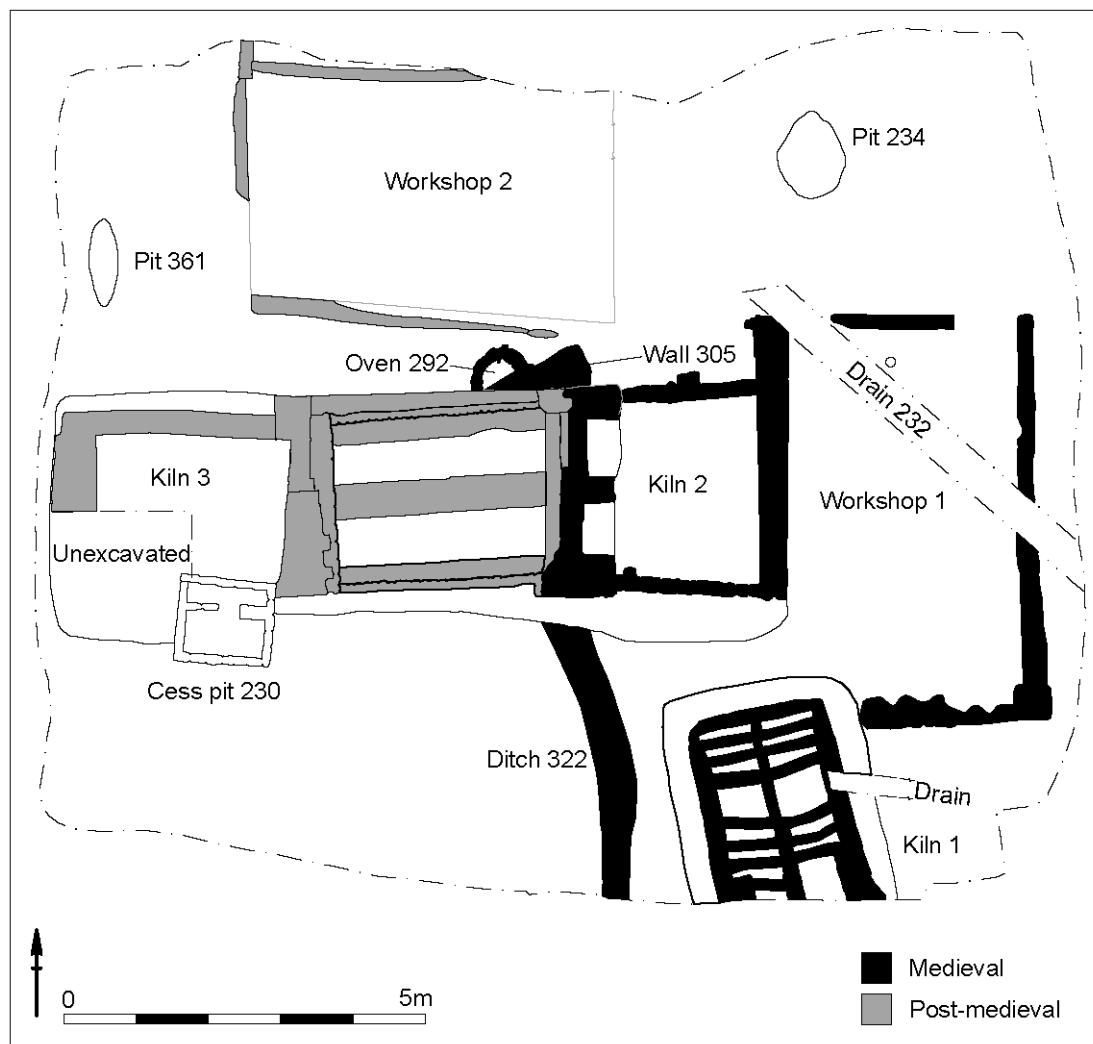 Pit 234
Workshop 2
Pit 361
Oven 292
Wall 305
Drain 232
Kiln 3
Kiln 2
Workshop 1
Unexcavated
Cess pit 230
Ditch 322
Drain
Kiln 1
Medieval
0 5m
Post-medieval